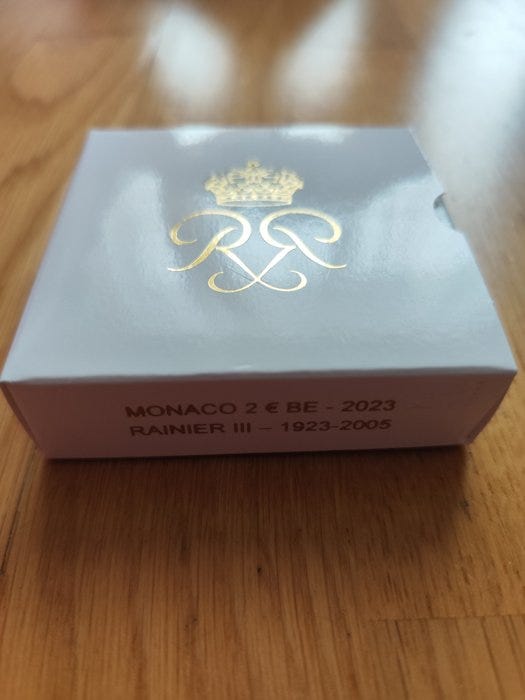 MONACO 2 € BE - 2023
RAINIER III – 1923-2005